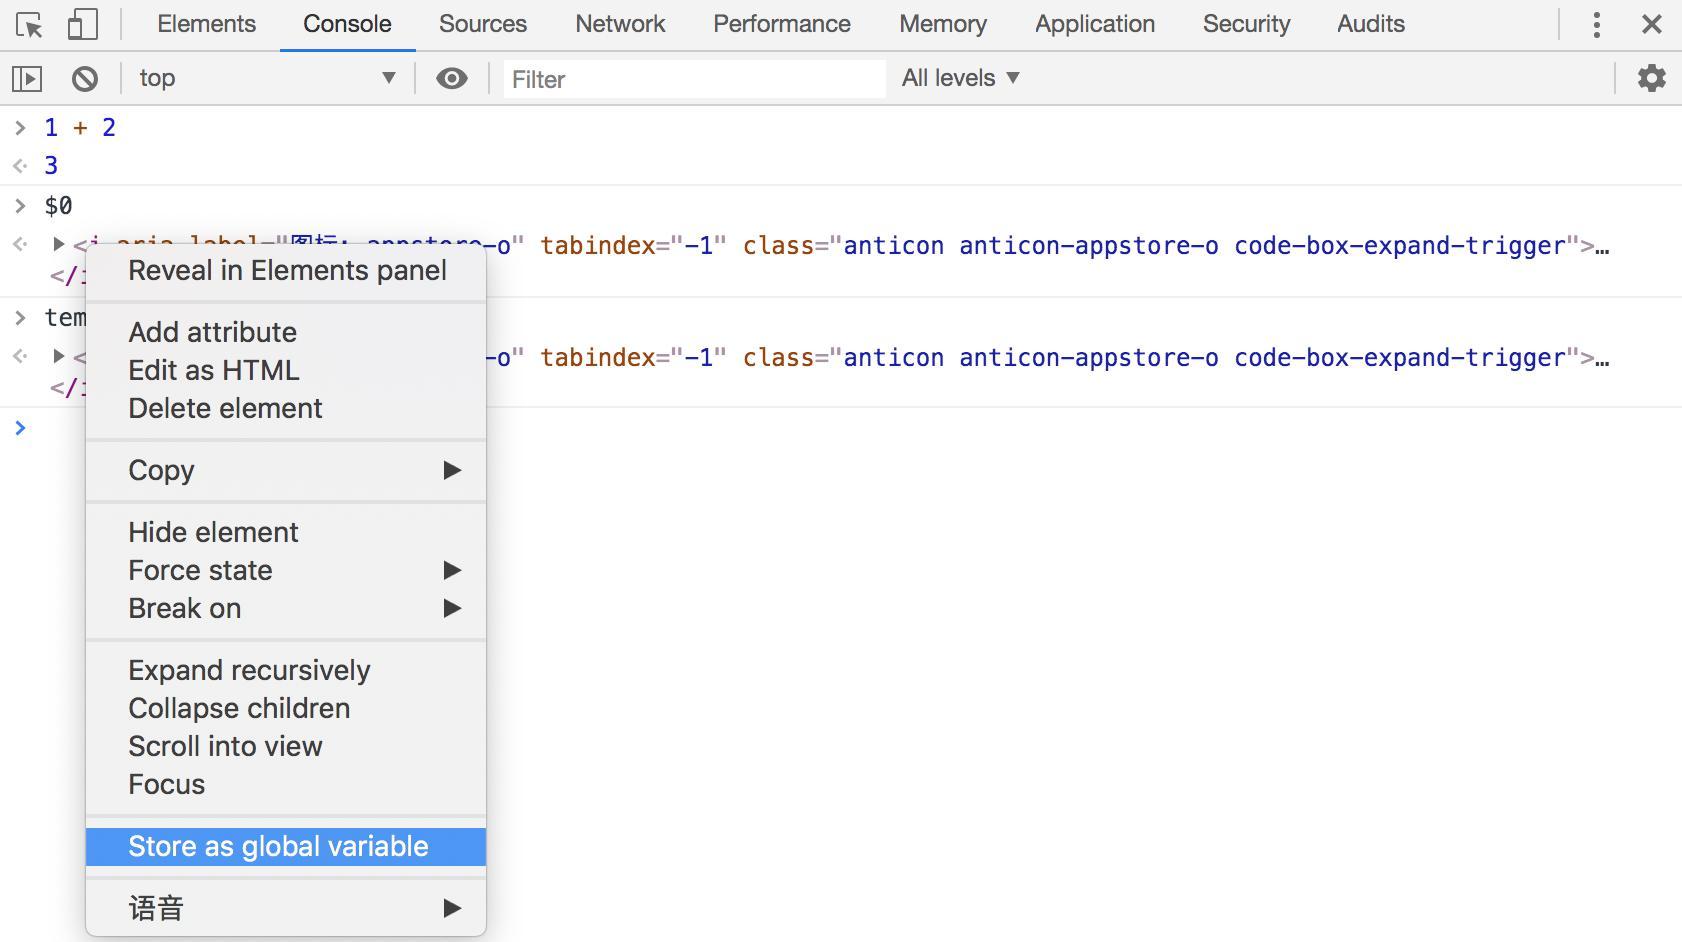 Elements Console Sources Network Performance Memory Application Security Audits
top Filter All levels
1 + 2
3
$0
<i aria-label="图标: appstore-o" tabindex="-1" class="anticon anticon-appstore-o code-box-expand-trigger">…
</i
tem
< -o" tabindex="-1" class="anticon anticon-appstore-o code-box-expand-trigger">…
</i
Reveal in Elements panel
Add attribute
Edit as HTML
Delete element
Copy
Hide element
Force state
Break on
Expand recursively
Collapse children
Scroll into view
Focus
Store as global variable
语音